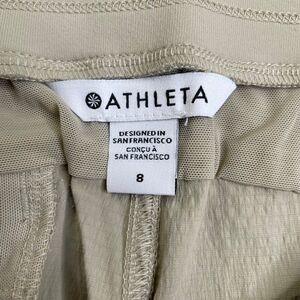 ATHLETA
DESIGNED IN
SAN FRANCISCO
CONÇU À
SAN FRANCISCO
8